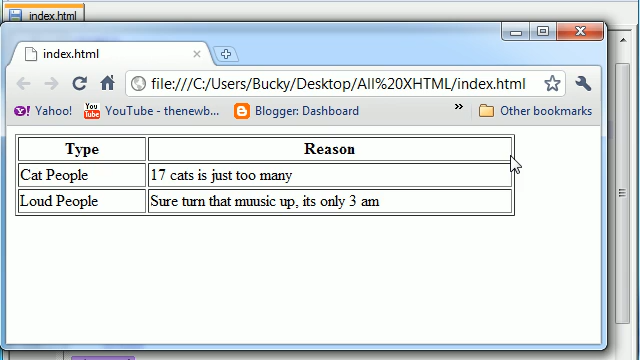 index.html
index.html
file:///C:/Users/Bucky/Desktop/All%20XHTML/index.html
Yahoo! YouTube - thenewb... Blogger: Dashboard » Other bookmarks
Type Reason
Cat People 17 cats is just too many
Loud People Sure turn that muusic up, its only 3 am